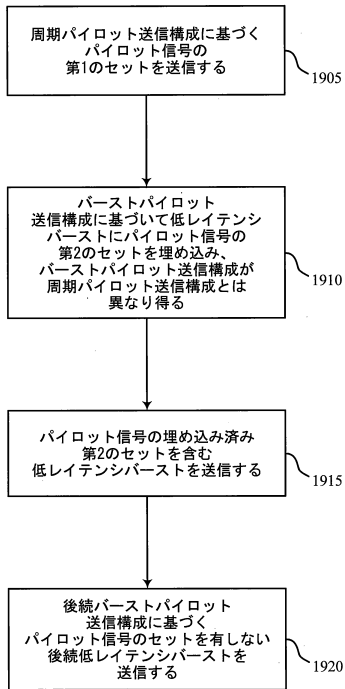 周期パイロット送信構成に基づく
パイロット信号の
第1のセットを送信する
1905
バーストパイロット
送信構成に基づいて低レイテンシ
バーストにパイロット信号の
第2のセットを埋め込み、
バーストパイロット送信構成が
周期パイロット送信構成とは
異なり得る
1910
パイロット信号の埋め込み済み
第2のセットを含む
低レイテンシバーストを送信する
1915
後続バーストパイロット
送信構成に基づく
パイロット信号のセットを有しない
後続低レイテンシバーストを
送信する
1920